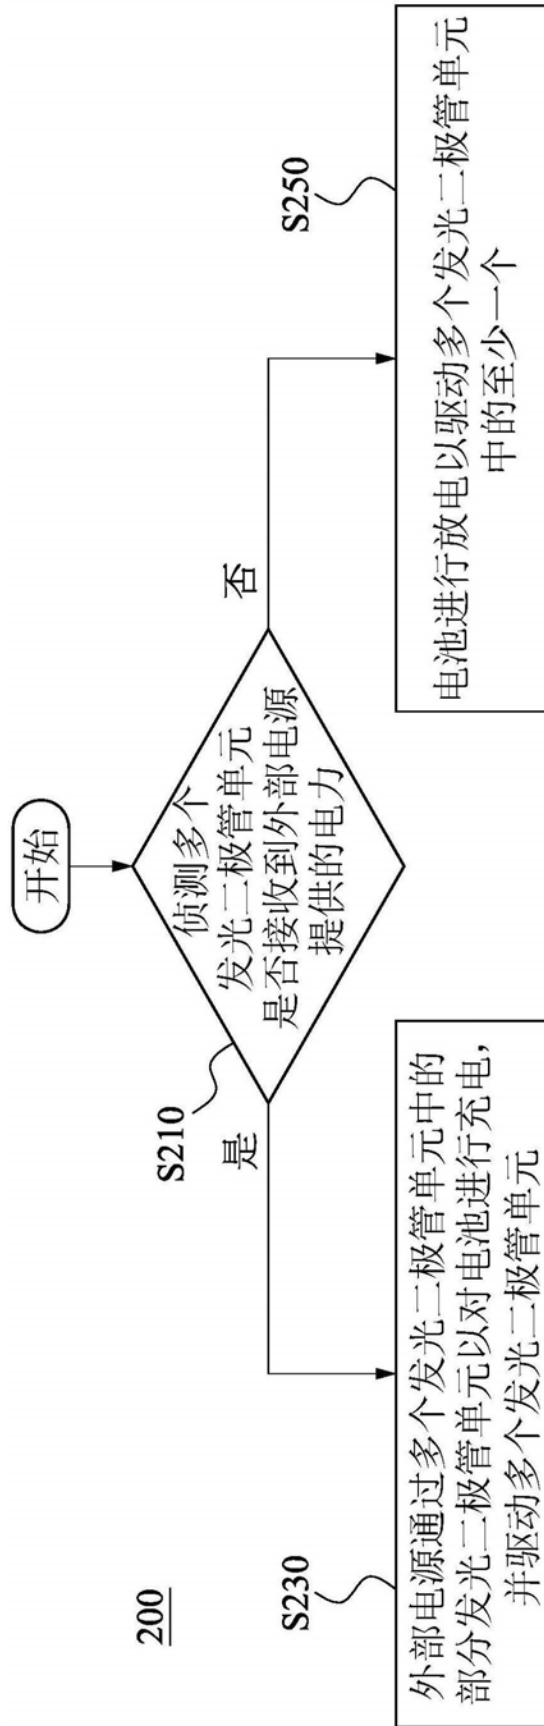 200
开始
S210
侦测多个
发光二极管单元
是否接收到外部电源
提供的电力
是
否
S230
外部电源通过多个发光二极管单元中的
部分发光二极管单元以对电池进行充电，
并驱动多个发光二极管单元
S250
电池进行放电以驱动多个发光二极管单元
中的至少一个